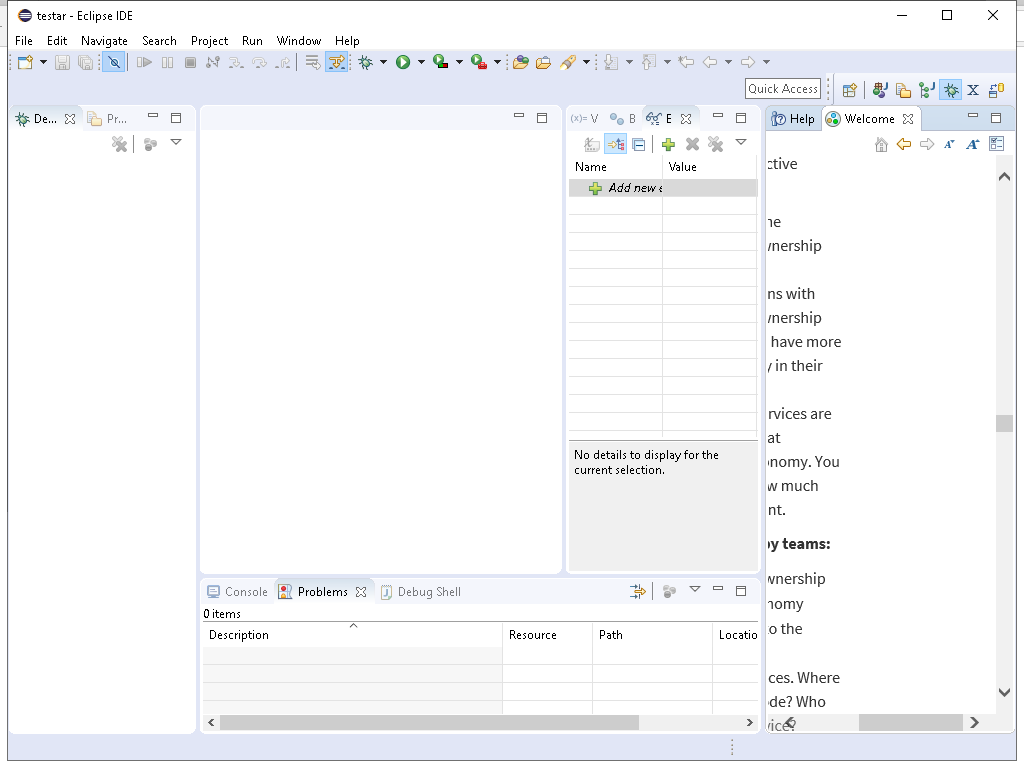 testar - Eclipse IDE
File Edit Navigate Search Project Run Window Help
Quick Access
De... Pr...
(x)= V B E
Help Welcome
Name Value
Add new e
No details to display for the
current selection.
ctive
ne
nership
ns with
nership
have more
y in their
rvices are
at
onomy. You
w much
nt.
by teams:
wnership
nomy
o the
ces. Where
de? Who
vice?
Console Problems Debug Shell
0 items
Description Resource Path Locatio